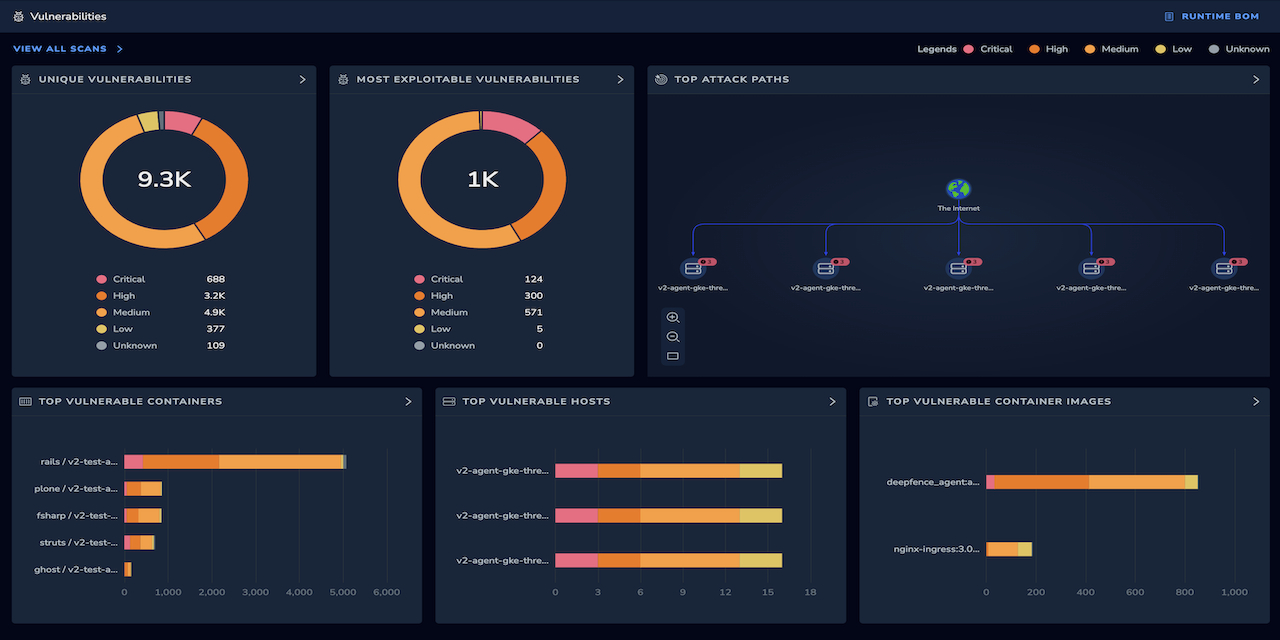 Vulnerabilities
RUNTIME BOM
VIEW ALL SCANS
Legends Critical High Medium Low Unknown
UNIQUE VULNERABILITIES
9.3K
Critical 688
High 3.2K
Medium 4.9K
Low 377
Unknown 109
MOST EXPLOITABLE VULNERABILITIES
1K
Critical 124
High 300
Medium 571
Low 5
Unknown 0
TOP ATTACK PATHS
The Internet
3 3 3 3 3
v2-agent-gke-thre... v2-agent-gke-thre... v2-agent-gke-thre... v2-agent-gke-thre... v2-agent-gke-thre...
TOP VULNERABLE CONTAINERS
rails / v2-test-a...
plone / v2-test-a...
fsharp / v2-test-...
struts / v2-test-...
ghost / v2-test-a...
0 1,000 2,000 3,000 4,000 5,000 6,000
TOP VULNERABLE HOSTS
v2-agent-gke-thre...
v2-agent-gke-thre...
v2-agent-gke-thre...
0 3 6 9 12 15 18
TOP VULNERABLE CONTAINER IMAGES
deepfence_agent:a...
nginx-ingress:3.0...
0 200 400 600 800 1,000